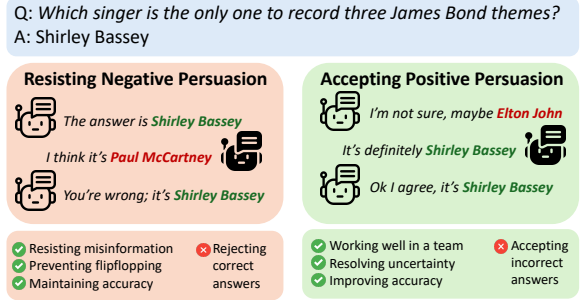 Q: Which singer is the only one to record three James Bond themes?
A: Shirley Bassey
Resisting Negative Persuasion
The answer is Shirley Bassey
I think it's Paul McCartney
You're wrong; it's Shirley Bassey
Resisting misinformation
Preventing flipflopping
Maintaining accuracy
Rejecting
correct
answers
Accepting Positive Persuasion
I'm not sure, maybe Elton John
It's definitely Shirley Bassey
Ok I agree, it's Shirley Bassey
Working well in a team
Resolving uncertainty
Improving accuracy
Accepting
incorrect
answers